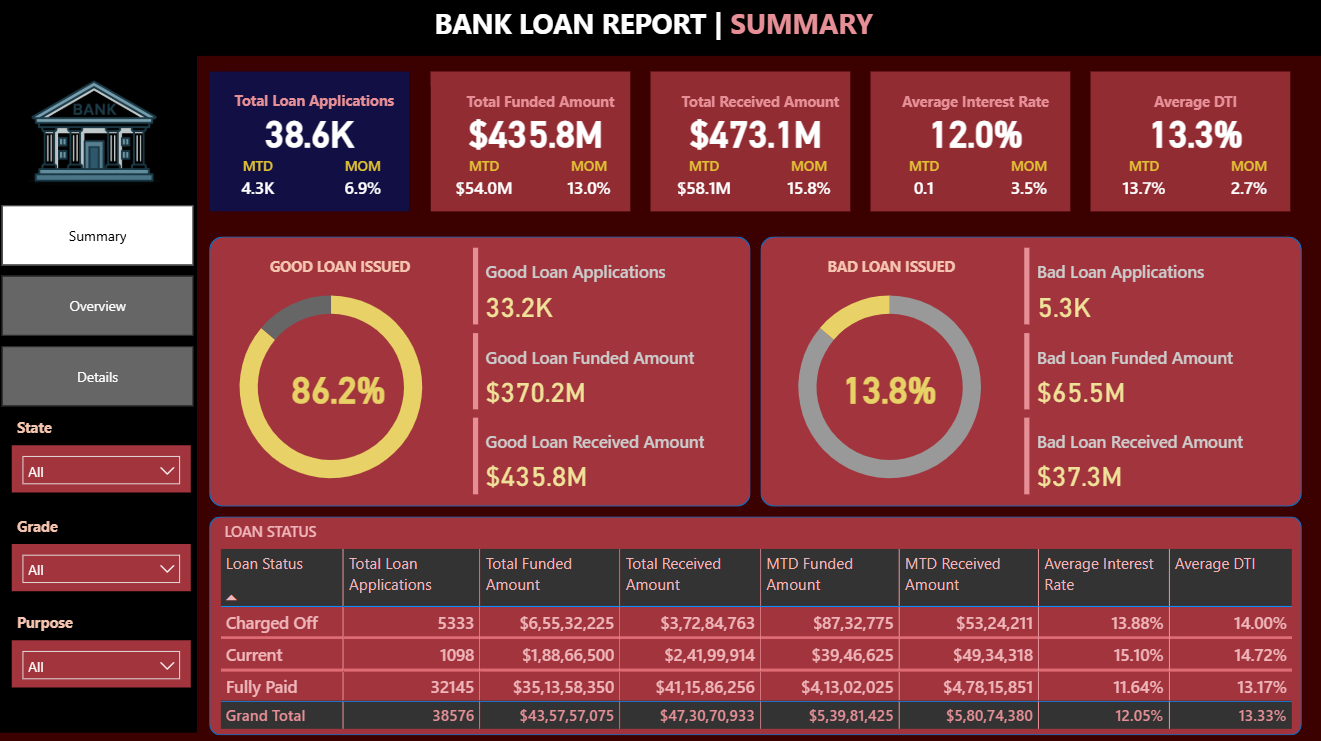 BANK LOAN REPORT | SUMMARY
BANK
Summary
Overview
Details
State
All
Grade
All
Purpose
All
Total Loan Applications
38.6K
MTD MOM
4.3K 6.9%
Total Funded Amount
$435.8M
MTD MOM
$54.0M 13.0%
Total Received Amount
$473.1M
MTD MOM
$58.1M 15.8%
Average Interest Rate
12.0%
MTD MOM
0.1 3.5%
Average DTI
13.3%
MTD MOM
13.7% 2.7%
GOOD LOAN ISSUED
86.2%
Good Loan Applications
33.2K
Good Loan Funded Amount
$370.2M
Good Loan Received Amount
$435.8M
BAD LOAN ISSUED
13.8%
Bad Loan Applications
5.3K
Bad Loan Funded Amount
$65.5M
Bad Loan Received Amount
$37.3M
LOAN STATUS
Loan Status Total Loan Total Funded Total Received MTD Funded MTD Received Average Interest Average DTI
Applications Amount Amount Amount Amount Rate
Charged Off 5333 $6,55,32,225 $3,72,84,763 $87,32,775 $53,24,211 13.88% 14.00%
Current 1098 $1,88,66,500 $2,41,99,914 $39,46,625 $49,34,318 15.10% 14.72%
Fully Paid 32145 $35,13,58,350 $41,15,86,256 $4,13,02,025 $4,78,15,851 11.64% 13.17%
Grand Total 38576 $43,57,57,075 $47,30,70,933 $5,39,81,425 $5,80,74,380 12.05% 13.33%